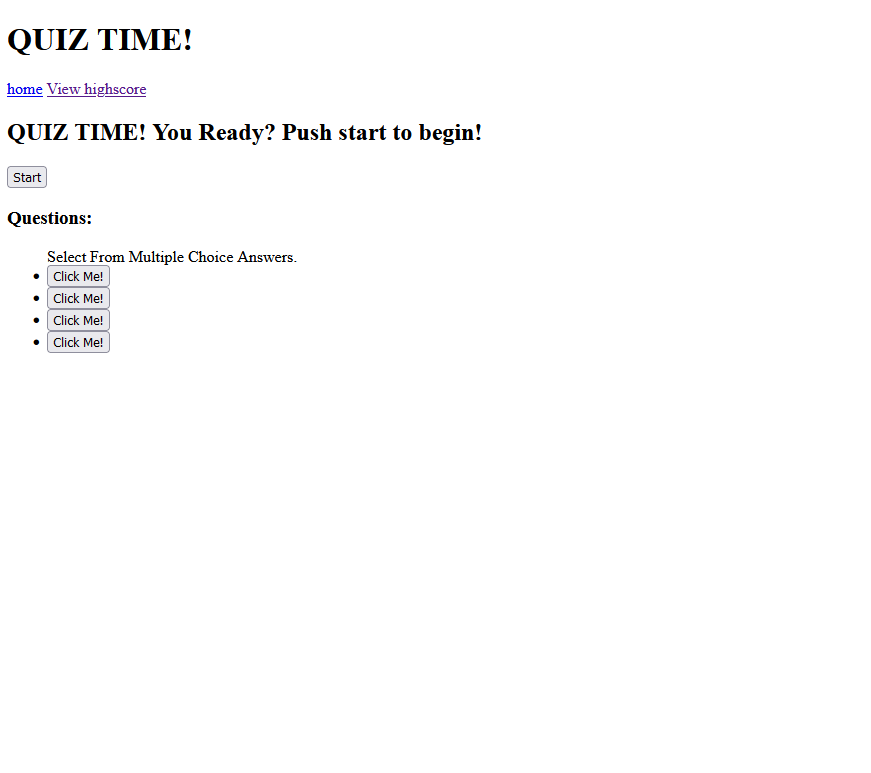 QUIZ TIME!
home View highscore
QUIZ TIME! You Ready? Push start to begin!
Start
Questions:
Select From Multiple Choice Answers.
Click Me!
Click Me!
Click Me!
Click Me!